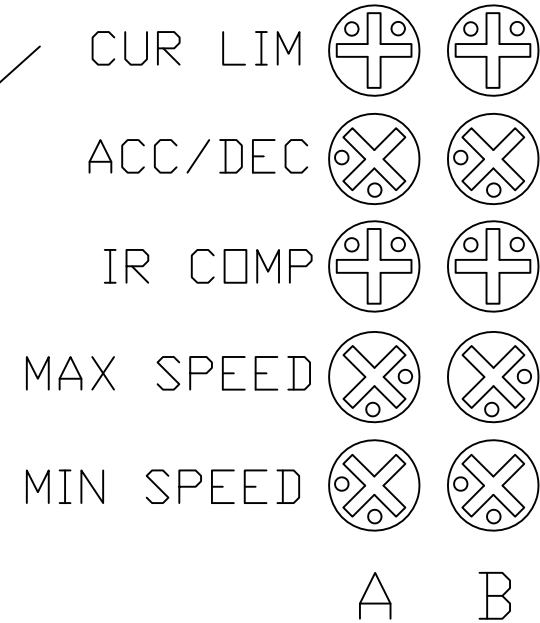 CUR LIM
ACC/DEC
IR COMP
MAX SPEED
MIN SPEED
A B